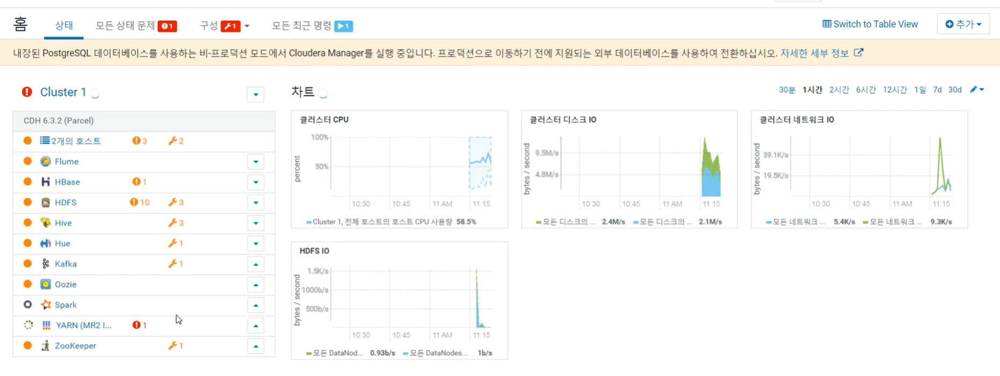 홈 상태 모든 상태 문제 1 구성 1 모든 최근 명령 1 Switch to Table View 추가
내장된 PostgreSQL 데이터베이스를 사용하는 비-프로덕션 모드에서 Cloudera Manager를 실행 중입니다. 프로덕션으로 이동하기 전에 지원되는 외부 데이터베이스를 사용하여 전환하십시오. 자세한 세부 정보
Cluster 1
CDH 6.3.2 (Parcel)
2개의 호스트 3 2
Flume
HBase 1
HDFS 10 3
Hive 3
Hue 1
Kafka 1
Oozie
Spark
YARN (MR2 I... 1
ZooKeeper 1
차트
30분 1시간 2시간 6시간 12시간 1일 7d 30d
클러스터 CPU
percent
100%
50%
10:30 10:45 11 AM 11:15
Cluster 1, 전체 호스트의 호스트 CPU 사용량 58.5%
클러스터 디스크 IO
bytes / second
9.5M/s
4.8M/s
10:30 10:45 11 AM 11:15
모든 디스크의 ... 2.4M/s 모든 디스크의 ... 2.1M/s
클러스터 네트워크 IO
bytes / second
39.1K/s
19.5K/s
10:30 10:45 11 AM 11:15
모든 네트워크 ... 5.4K/s 모든 네트워크 ... 9.3K/s
HDFS IO
bytes / second
1.5K/s
1000b/s
500b/s
10:30 10:45 11 AM 11:15
모든 DataNod... 0.93b/s 모든 DataNodes... 1b/s